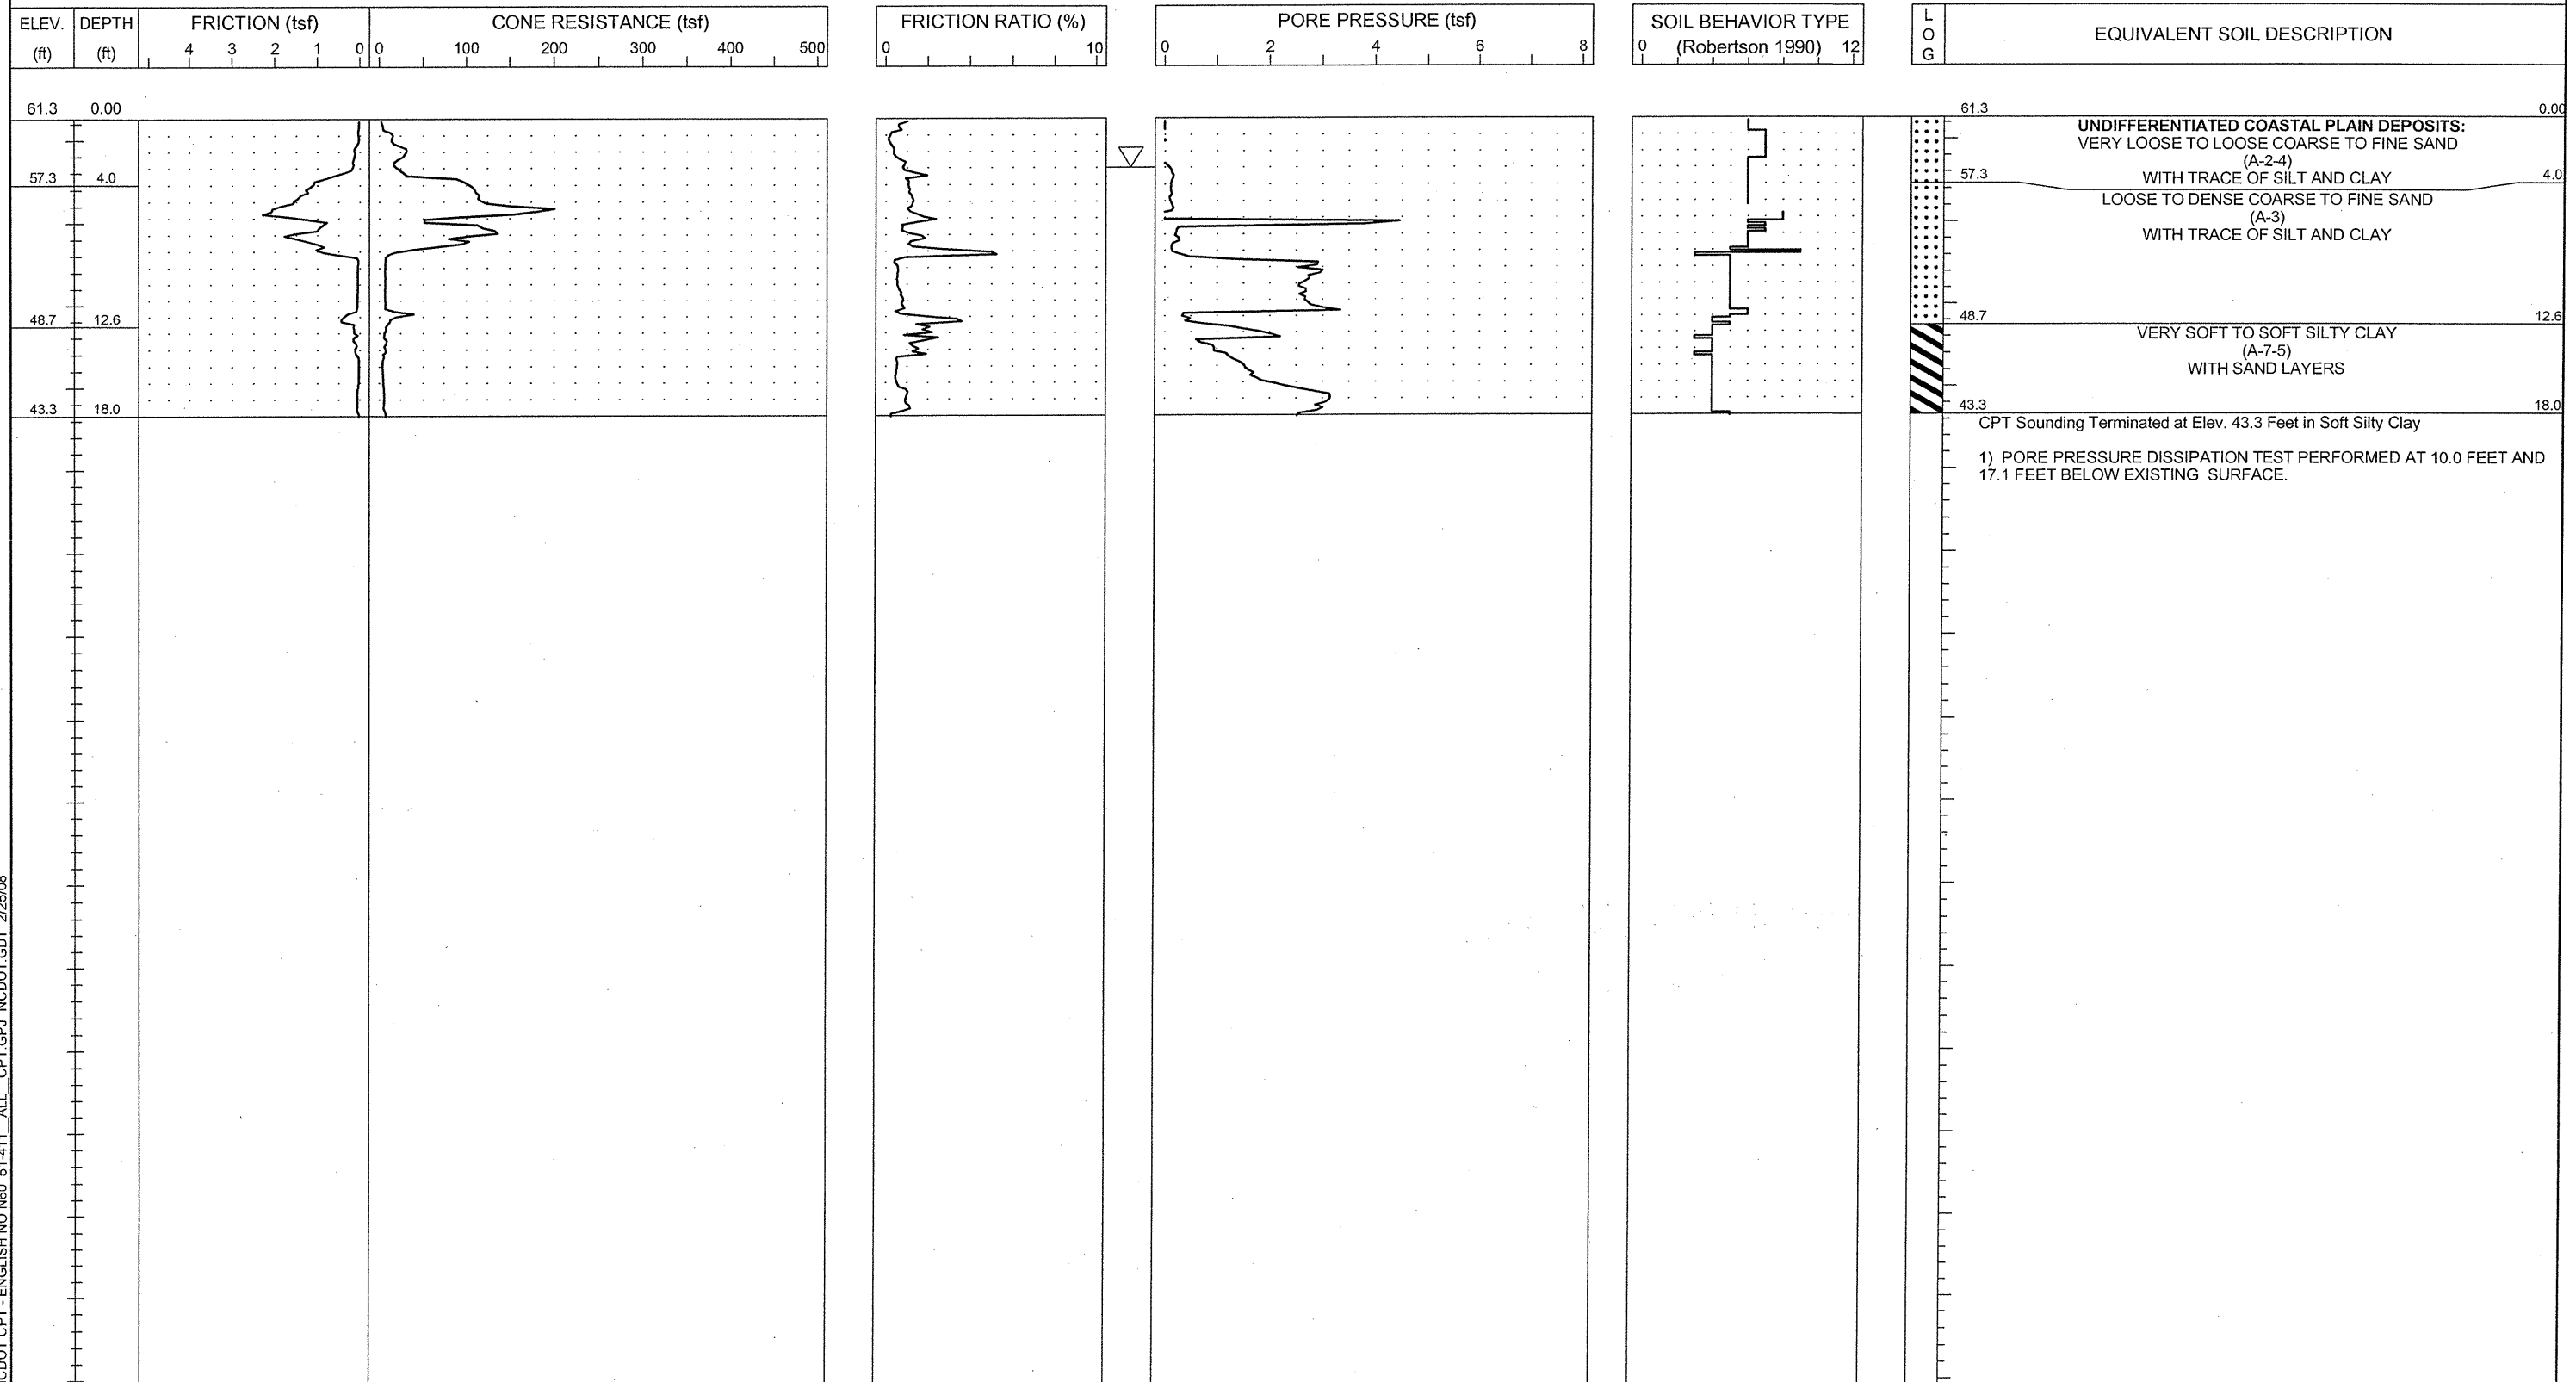 ELEV. DEPTH FRICTION (tsf) CONE RESISTANCE (tsf) FRICTION RATIO (%) PORE PRESSURE (tsf) SOIL BEHAVIOR TYPE LOG EQUIVALENT SOIL DESCRIPTION
(ft) (ft) 4 3 2 1 0 0 100 200 300 400 500 0 10 0 2 4 6 8 0 (Robertson 1990) 12
61.3 0.00 61.3 0.00
UNDIFFERENTIATED COASTAL PLAIN DEPOSITS:
VERY LOOSE TO LOOSE COARSE TO FINE SAND
(A-2-4)
57.3 4.0 57.3 WITH TRACE OF SILT AND CLAY 4.0
LOOSE TO DENSE COARSE TO FINE SAND
(A-3)
WITH TRACE OF SILT AND CLAY
48.7 12.6 48.7 12.6
VERY SOFT TO SOFT SILTY CLAY
(A-7-5)
WITH SAND LAYERS
43.3 18.0 43.3 18.0
CPT Sounding Terminated at Elev. 43.3 Feet in Soft Silty Clay
1) PORE PRESSURE DISSIPATION TEST PERFORMED AT 10.0 FEET AND
17.1 FEET BELOW EXISTING SURFACE.
CPT - ENGLISH NO N60